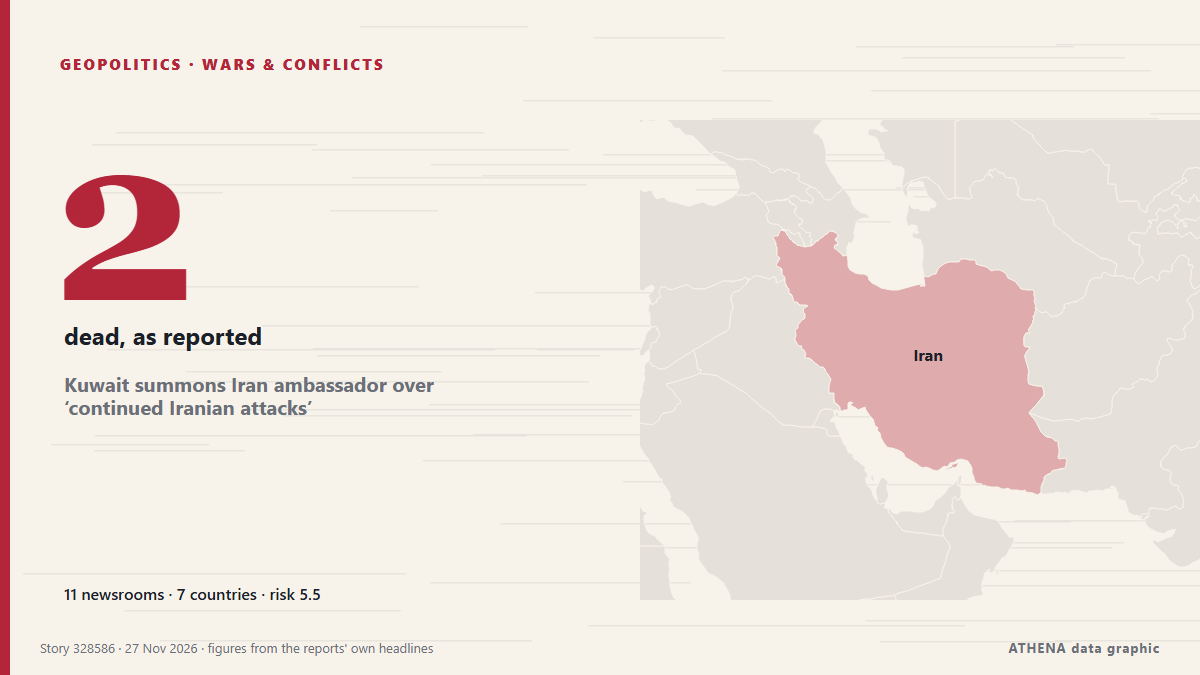 GEOPOLITICS · WARS & CONFLICTS
2
dead, as reported
Kuwait summons Iran ambassador over
‘continued Iranian attacks’
Iran
11 newsrooms · 7 countries · risk 5.5
Story 328586 · 27 Nov 2026 · figures from the reports' own headlines
ATHENA data graphic